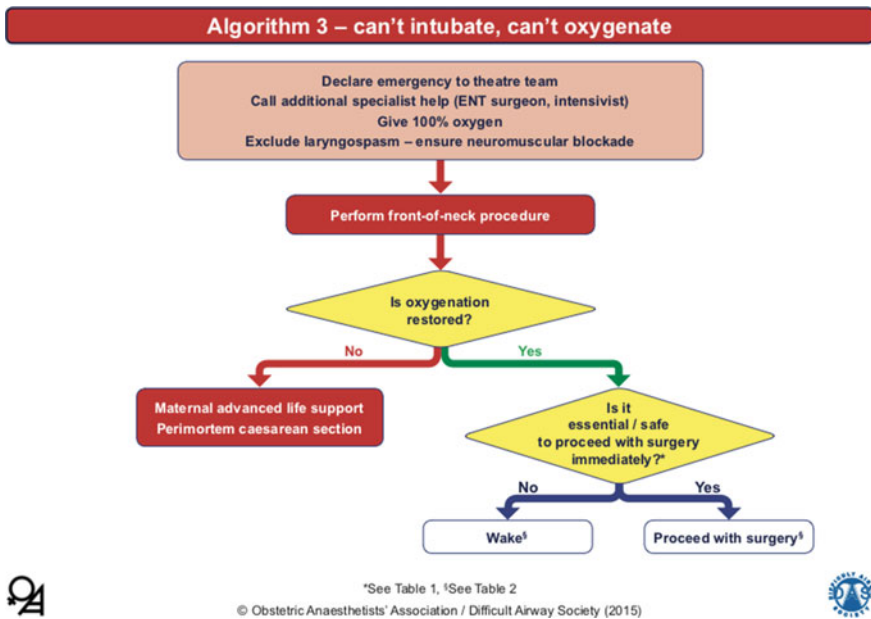 Algorithm 3 – can't intubate, can't oxygenate
Declare emergency to theatre team
Call additional specialist help (ENT surgeon, intensivist)
Give 100% oxygen
Exclude laryngospasm – ensure neuromuscular blockade
Perform front-of-neck procedure
Is oxygenation
restored?
No
Yes
Maternal advanced life support
Perimortem caesarean section
Is it
essential / safe
to proceed with surgery
immediately?*
No
Yes
Wake§
Proceed with surgery§
*See Table 1, §See Table 2
© Obstetric Anaesthetists' Association / Difficult Airway Society (2015)